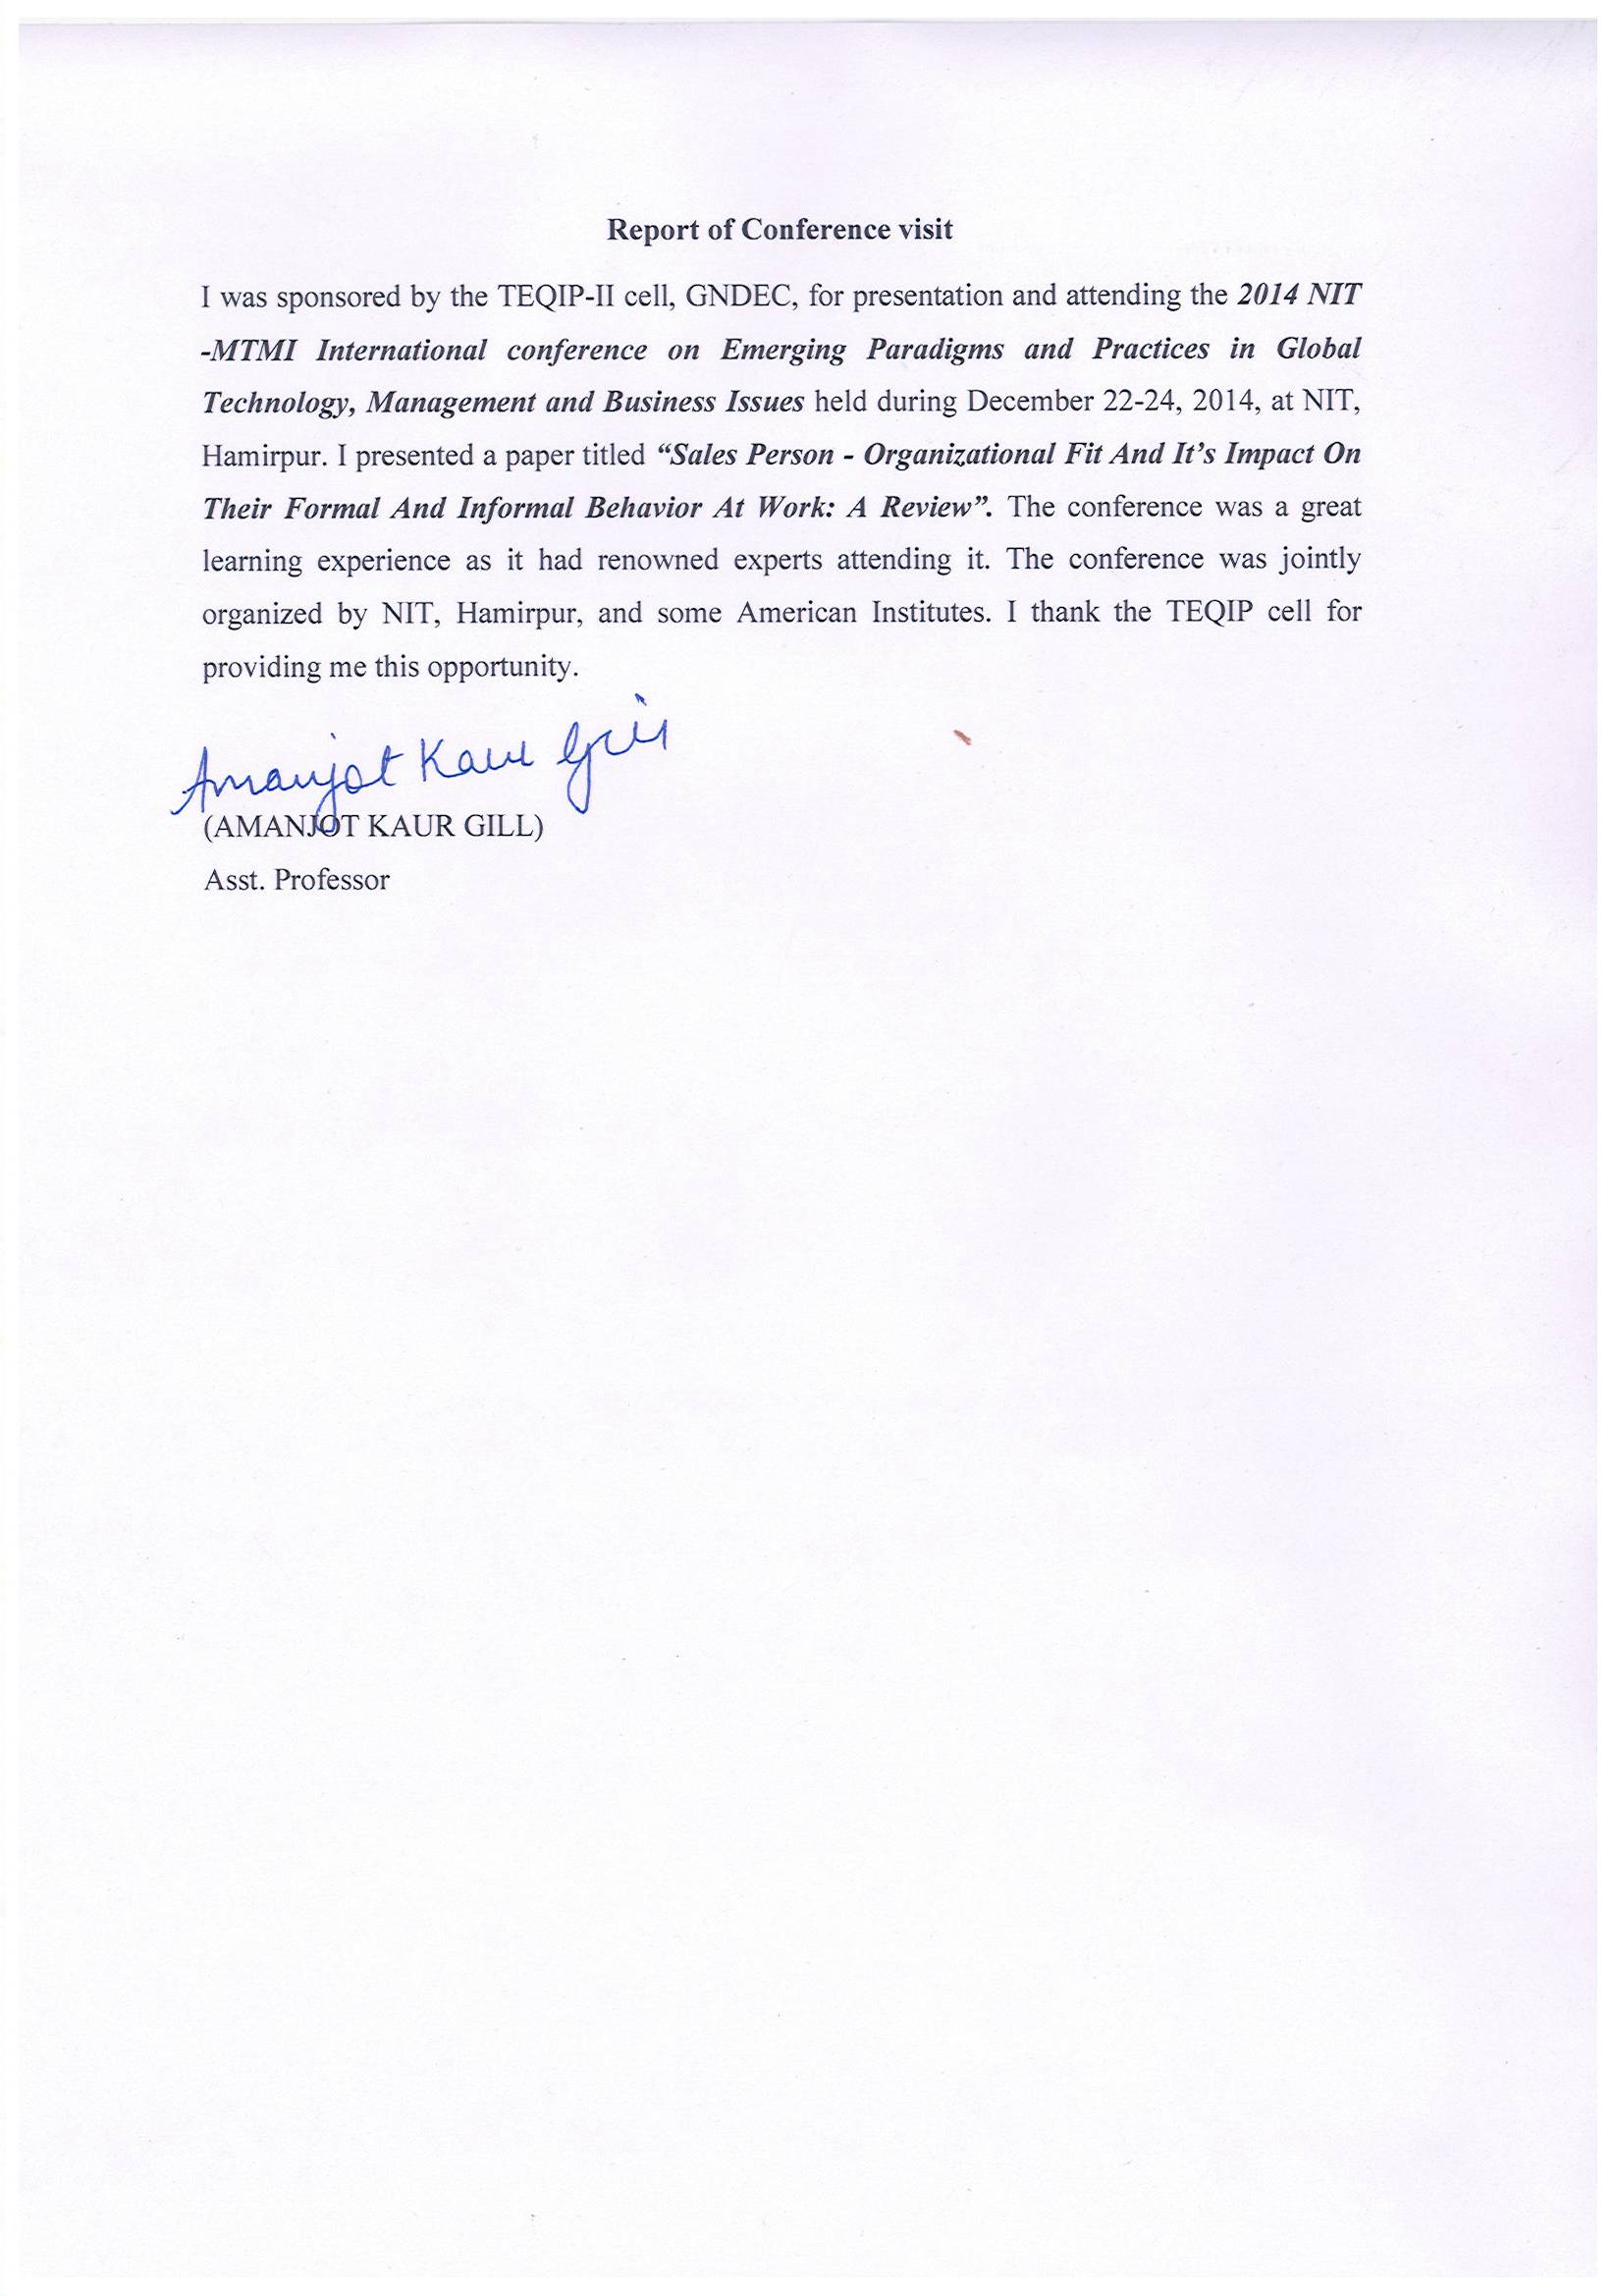 Report of Conference visit
I was sponsored by the TEQIP-II cell, GNDEC, for presentation and attending the 2014 NIT
-MTMI International conference on Emerging Paradigms and Practices in Global
Technology, Management and Business Issues held during December 22-24, 2014, at NIT,
Hamirpur. I presented a paper titled “Sales Person - Organizational Fit And It’s Impact On
Their Formal And Informal Behavior At Work: A Review”. The conference was a great
learning experience as it had renowned experts attending it. The conference was jointly
organized by NIT, Hamirpur, and some American Institutes. I thank the TEQIP cell for
providing me this opportunity.
Amanjot Kaur Gill
(AMANJOT KAUR GILL)
Asst. Professor